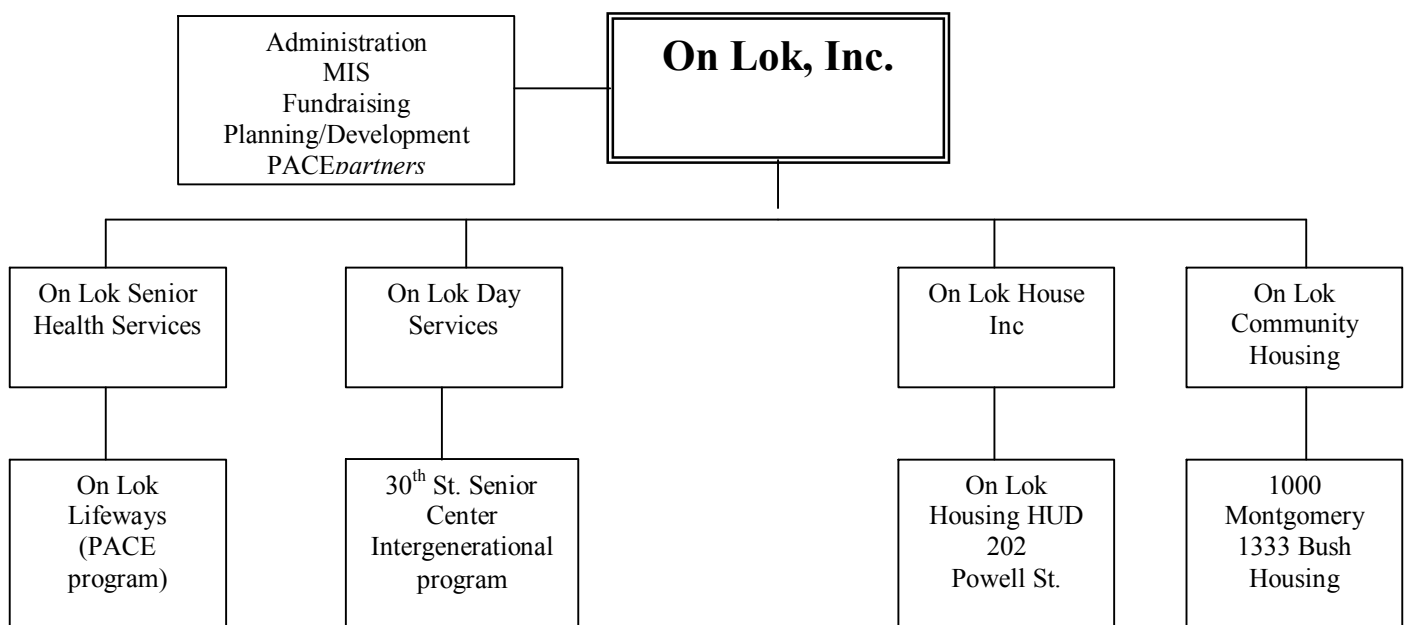 Administration
MIS
Fundraising
Planning/Development
PACEpartners
On Lok, Inc.
On Lok Senior
Health Services
On Lok Day
Services
On Lok House
Inc
On Lok
Community
Housing
On Lok
Lifeways
(PACE
program)
30th St. Senior
Center
Intergenerational
program
On Lok
Housing HUD
202
Powell St.
1000
Montgomery
1333 Bush
Housing